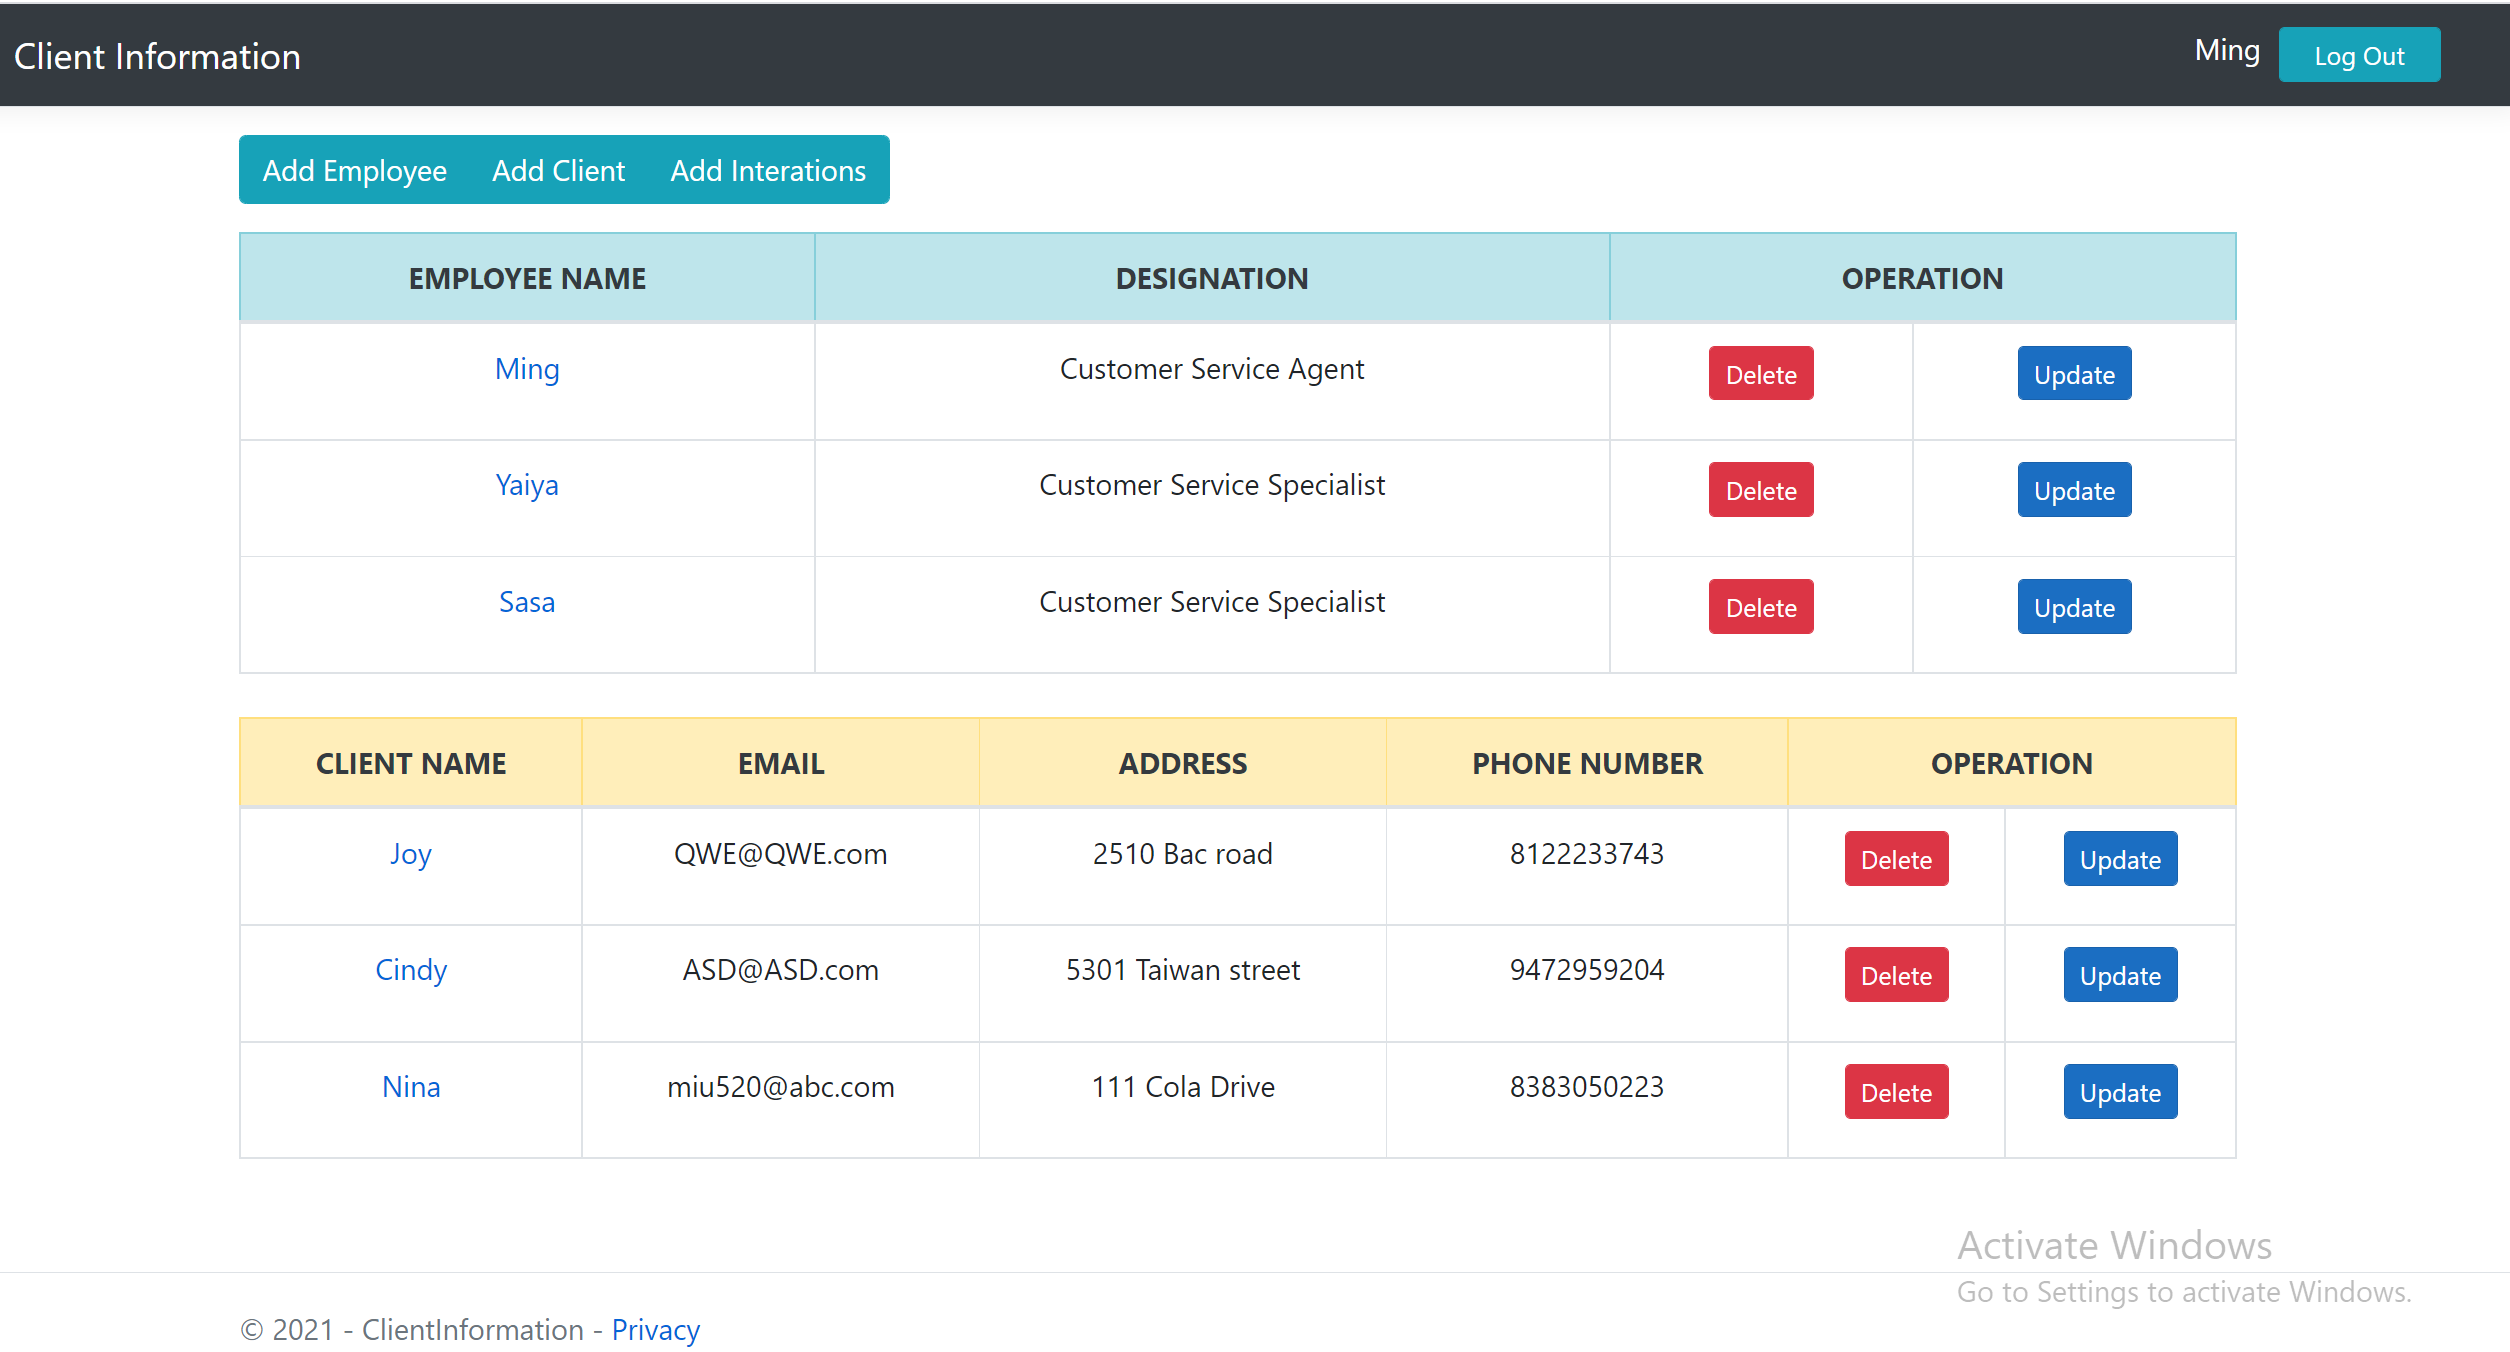 Client Information Ming Log Out
Add Employee Add Client Add Interations
EMPLOYEE NAME DESIGNATION OPERATION
Ming Customer Service Agent Delete Update
Yaiya Customer Service Specialist Delete Update
Sasa Customer Service Specialist Delete Update
CLIENT NAME EMAIL ADDRESS PHONE NUMBER OPERATION
Joy QWE@QWE.com 2510 Bac road 8122233743 Delete Update
Cindy ASD@ASD.com 5301 Taiwan street 9472959204 Delete Update
Nina miu520@abc.com 111 Cola Drive 8383050223 Delete Update
Activate Windows
Go to Settings to activate Windows.
© 2021 - ClientInformation - Privacy